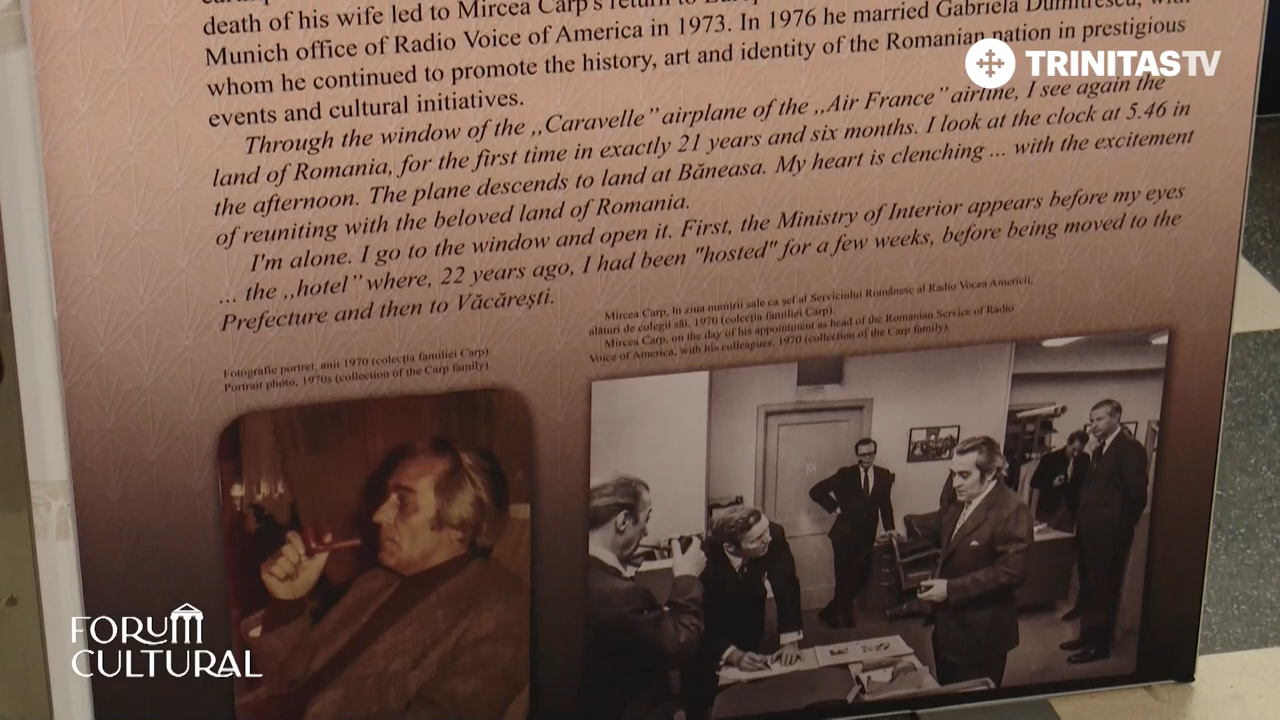 death of his wife led to Mircea Carp's return to
Munich office of Radio Voice of America in 1973. In 1976 he married Gabriela Dumitrescu, with
whom he continued to promote the history, art and identity of the Romanian nation in prestigious
events and cultural initiatives.
Through the window of the ,,Caravelle” airplane of the ,,Air France” airline, I see again the
land of Romania, for the first time in exactly 21 years and six months. I look at the clock at 5.46 in
the afternoon. The plane descends to land at Băneasa. My heart is clenching ... with the excitement
of reuniting with the beloved land of Romania.
I'm alone. I go to the window and open it. First, the Ministry of Interior appears before my eyes
... the ,,hotel” where, 22 years ago, I had been "hosted" for a few weeks, before being moved to the
Prefecture and then to Văcărești.
Mircea Carp, în ziua numirii sale ca șef al Serviciului Românesc al Radio Vocea Americii,
alături de colegii săi, 1970 (colecția familiei Carp).
Mircea Carp, on the day of his appointment as head of the Romanian Service of Radio
Voice of America, with his colleagues, 1970 (collection of the Carp family).
Fotografie portret, anii 1970 (colecția familiei Carp).
Portrait photo, 1970s (collection of the Carp family).
TRINITASTV
FORUM
CULTURAL